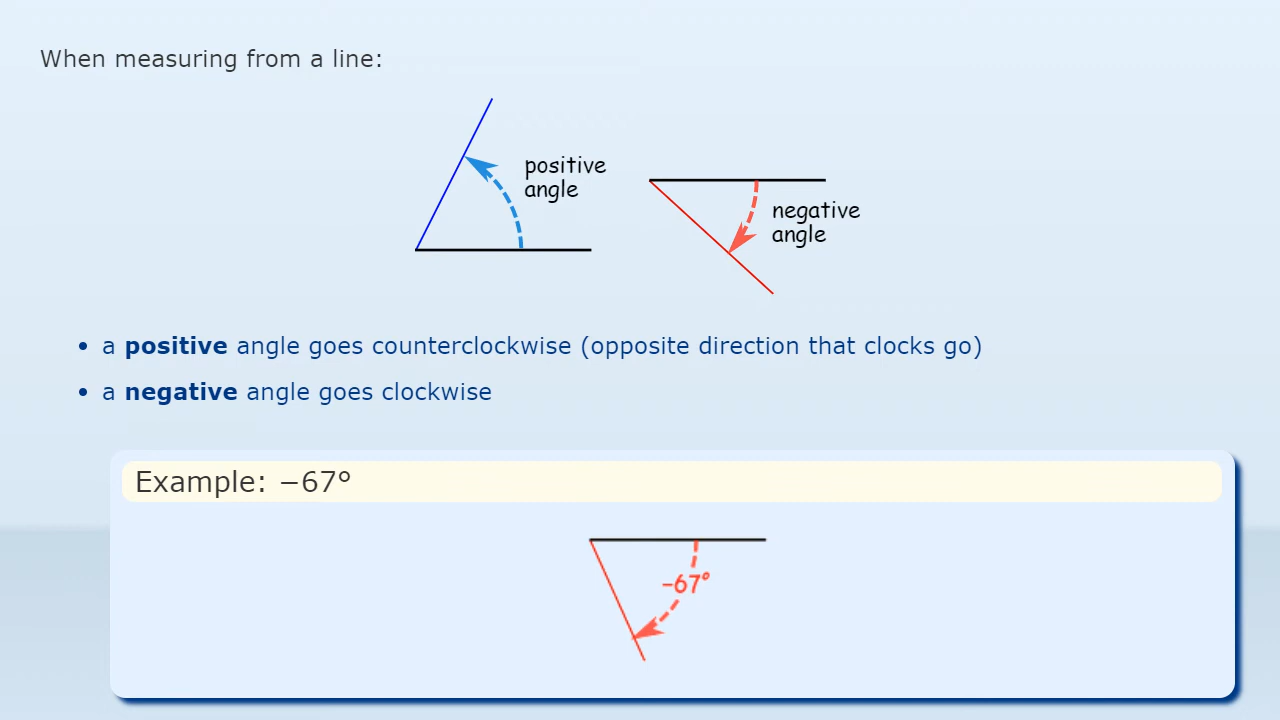 When measuring from a line:
positive
angle
negative
angle
• a positive angle goes counterclockwise (opposite direction that clocks go)
• a negative angle goes clockwise
Example: −67°
−67°